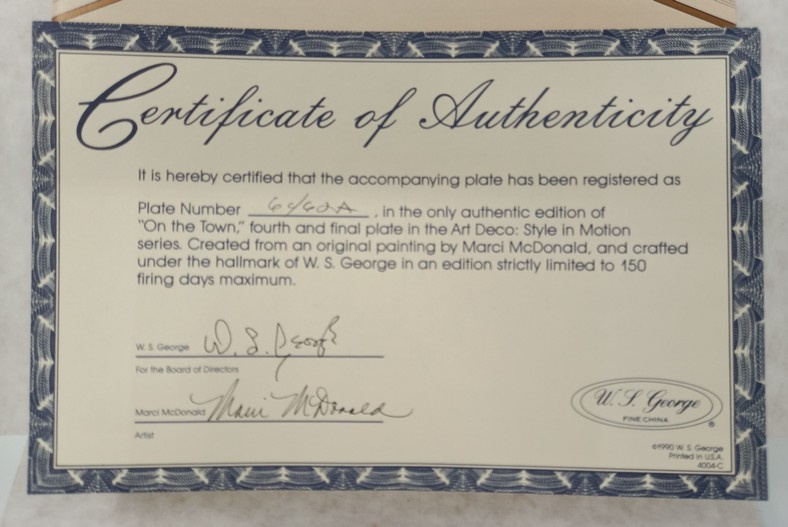 Certificate of Authenticity
It is hereby certified that the accompanying plate has been registered as
Plate Number , in the only authentic edition of
"On the Town," fourth and final plate in the Art Deco: Style in Motion
series. Created from an original painting by Marci McDonald, and crafted
under the hallmark of W. S. George in an edition strictly limited to 150
firing days maximum.
W. S. George W. S. George
For the Board of Directors
Marci McDonald Marci McDonald
Artist
W. S. George
FINE CHINA
®
©1990 W. S. George
Printed in U.S.A.
4004-C